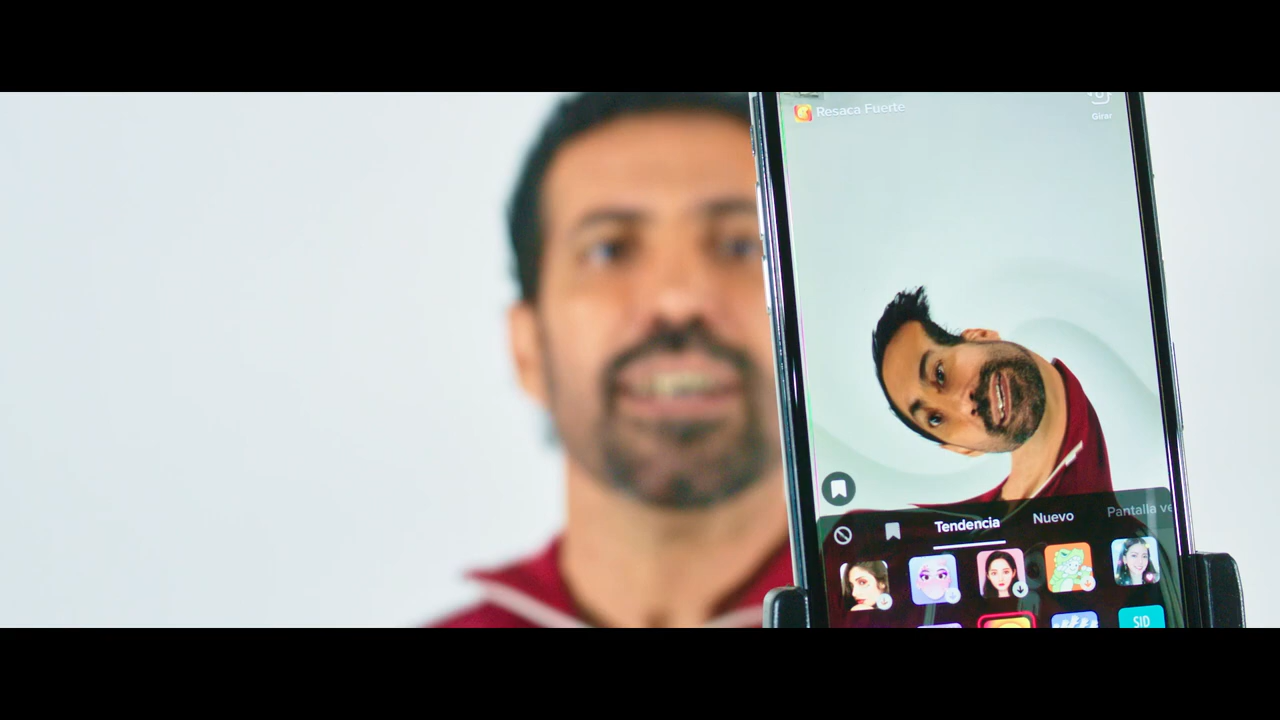 Resaca Fuerte
Girar
Tendencia
Nuevo
Pantalla ve
SID